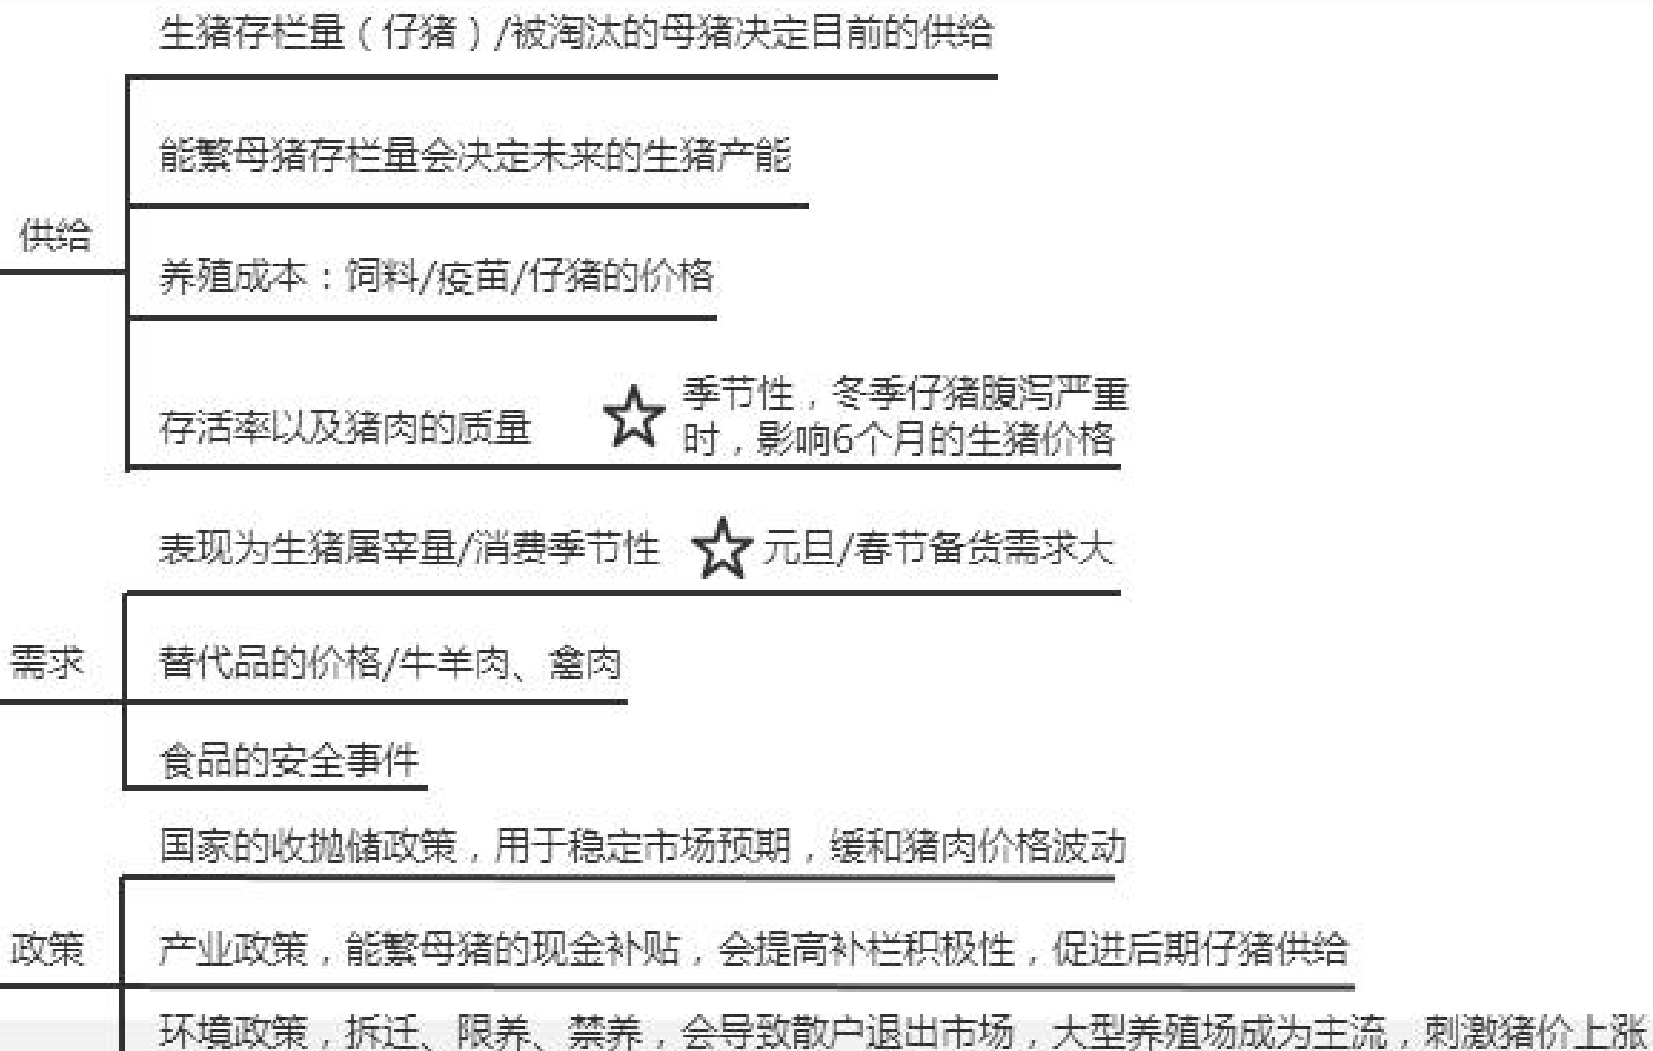 生猪存栏量（仔猪）/被淘汰的母猪决定目前的供给
能繁母猪存栏量会决定未来的生猪产能
供给
养殖成本：饲料/疫苗/仔猪的价格
季节性，冬季仔猪腹泻严重
存活率以及猪肉的质量
时，影响6个月的生猪价格
表现为生猪屠宰量/消费季节性
元旦/春节备货需求大
需求
替代品的价格/牛羊肉、禽肉
食品的安全事件
国家的收抛储政策，用于稳定市场预期，缓和猪肉价格波动
政策
产业政策，能繁母猪的现金补贴，会提高补栏积极性，促进后期仔猪供给
环境政策，拆迁、限养、禁养，会导致散户退出市场，大型养殖场成为主流，刺激猪价上涨